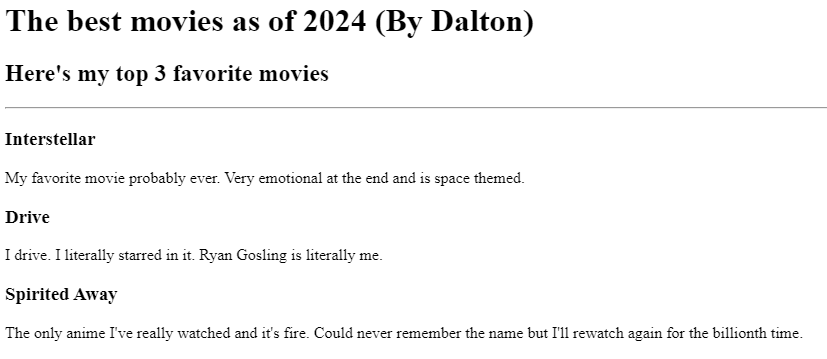 The best movies as of 2024 (By Dalton)
Here's my top 3 favorite movies
Interstellar
My favorite movie probably ever. Very emotional at the end and is space themed.
Drive
I drive. I literally starred in it. Ryan Gosling is literally me.
Spirited Away
The only anime I've really watched and it's fire. Could never remember the name but I'll rewatch again for the billionth time.